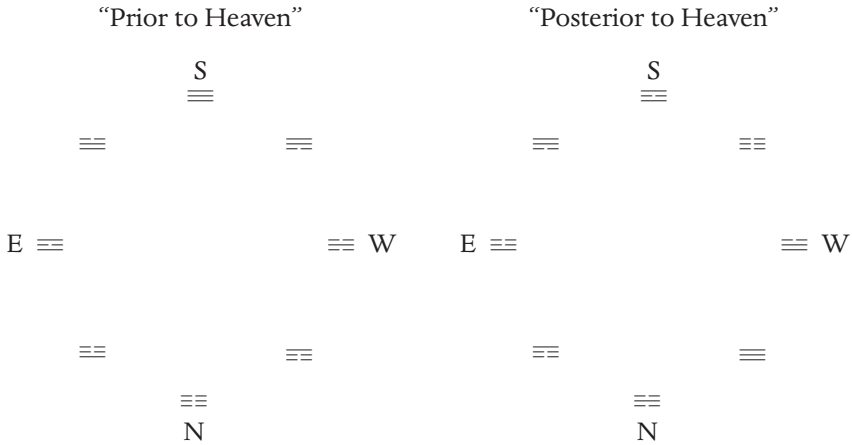 “Prior to Heaven”
“Posterior to Heaven”
S
S
E
W
E
W
N
N